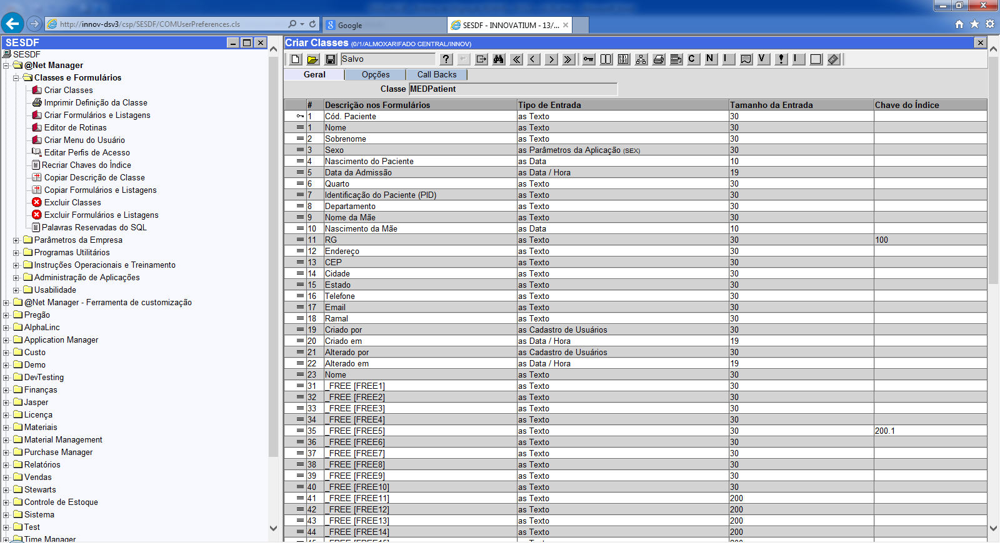 http://innov-dsv3/csp/SESDF/COMUserPreferences.cls
Google
SESDF - INNOVATIUM - 13/...
SESDF
SESDF
@Net Manager
Classes e Formulários
Criar Classes
Imprimir Definição da Classe
Criar Formulários e Listagens
Editor de Rotinas
Criar Menu do Usuário
Editar Perfis de Acesso
Recriar Chaves do Índice
Copiar Descrição de Classe
Copiar Formulários e Listagens
Excluir Classes
Excluir Formulários e Listagens
Palavras Reservadas do SQL
Parâmetros da Empresa
Programas Utilitários
Instruções Operacionais e Treinamento
Administração de Aplicações
Usabilidade
@Net Manager - Ferramenta de customização
Pregão
AlphaLinc
Application Manager
Custo
Demo
DevTesting
Finanças
Jasper
Licença
Materiais
Material Management
Purchase Manager
Relatórios
Vendas
Stewarts
Controle de Estoque
Sistema
Test
Time Manager
Criar Classes (0/1/ALMOXARIFADO CENTRAL/INNOV)
Salvo ? C N I V ! I
Geral Opções Call Backs
Classe MEDPatient
# Descrição nos Formulários Tipo de Entrada Tamanho da Entrada Chave do Índice
1 Cód. Paciente as Texto 30
1 Nome as Texto 30
2 Sobrenome as Texto 30
3 Sexo as Parâmetros da Aplicação (SEX) 30
4 Nascimento do Paciente as Data 10
5 Data da Admissão as Data / Hora 19
6 Quarto as Texto 30
7 Identificação do Paciente (PID) as Texto 30
8 Departamento as Texto 30
9 Nome da Mãe as Texto 30
10 Nascimento da Mãe as Data 10
11 RG as Texto 30 100
12 Endereço as Texto 30
13 CEP as Texto 30
14 Cidade as Texto 30
15 Estado as Texto 30
16 Telefone as Texto 30
17 Email as Texto 30
18 Ramal as Texto 30
19 Criado por as Cadastro de Usuários 30
20 Criado em as Data / Hora 19
21 Alterado por as Cadastro de Usuários 30
22 Alterado em as Data / Hora 19
23 Nome as Texto 30
31 _FREE [FREE1] as Texto 30
32 _FREE [FREE2] as Texto 30
33 _FREE [FREE3] as Texto 30
34 _FREE [FREE4] as Texto 30
35 _FREE [FREE5] as Texto 30 200.1
36 _FREE [FREE6] as Texto 30
37 _FREE [FREE7] as Texto 30
38 _FREE [FREE8] as Texto 30
39 _FREE [FREE9] as Texto 30
40 _FREE [FREE10] as Texto 30
41 _FREE [FREE11] as Texto 200
42 _FREE [FREE12] as Texto 200
43 _FREE [FREE13] as Texto 200
44 _FREE [FREE14] as Texto 200